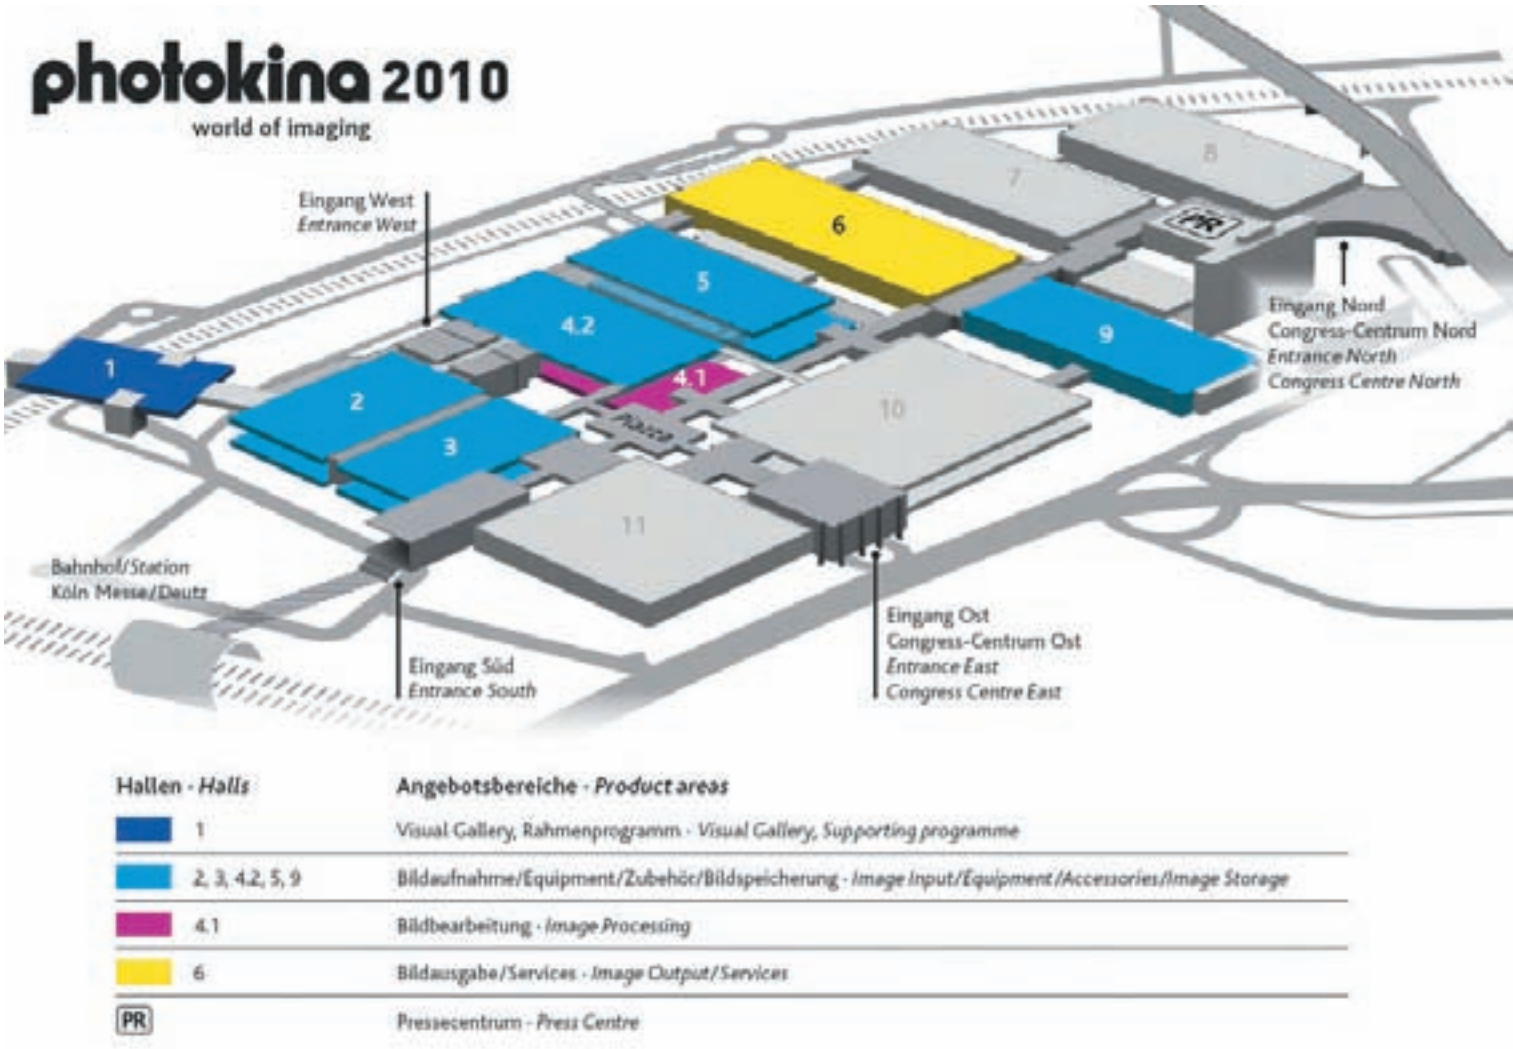 photokina 2010
world of imaging
Eingang West
Entrance West
8
7
PR
6
5
4.2
9
Eingang Nord
Congress-Centrum Nord
Entrance North
Congress Centre North
1
4.1
2
10
Piazza
3
11
Bahnhof/Station
Köln Messe/Deutz
Eingang Süd
Entrance South
Eingang Ost
Congress-Centrum Ost
Entrance East
Congress Centre East
Hallen - Halls Angebotsbereiche - Product areas
1 Visual Gallery, Rahmenprogramm - Visual Gallery, Supporting programme
2, 3, 4.2, 5, 9 Bildaufnahme/Equipment/Zubehör/Bildspeicherung - Image Input/Equipment/Accessories/Image Storage
4.1 Bildbearbeitung - Image Processing
6 Bildausgabe/Services - Image Output/Services
PR Pressecentrum - Press Centre